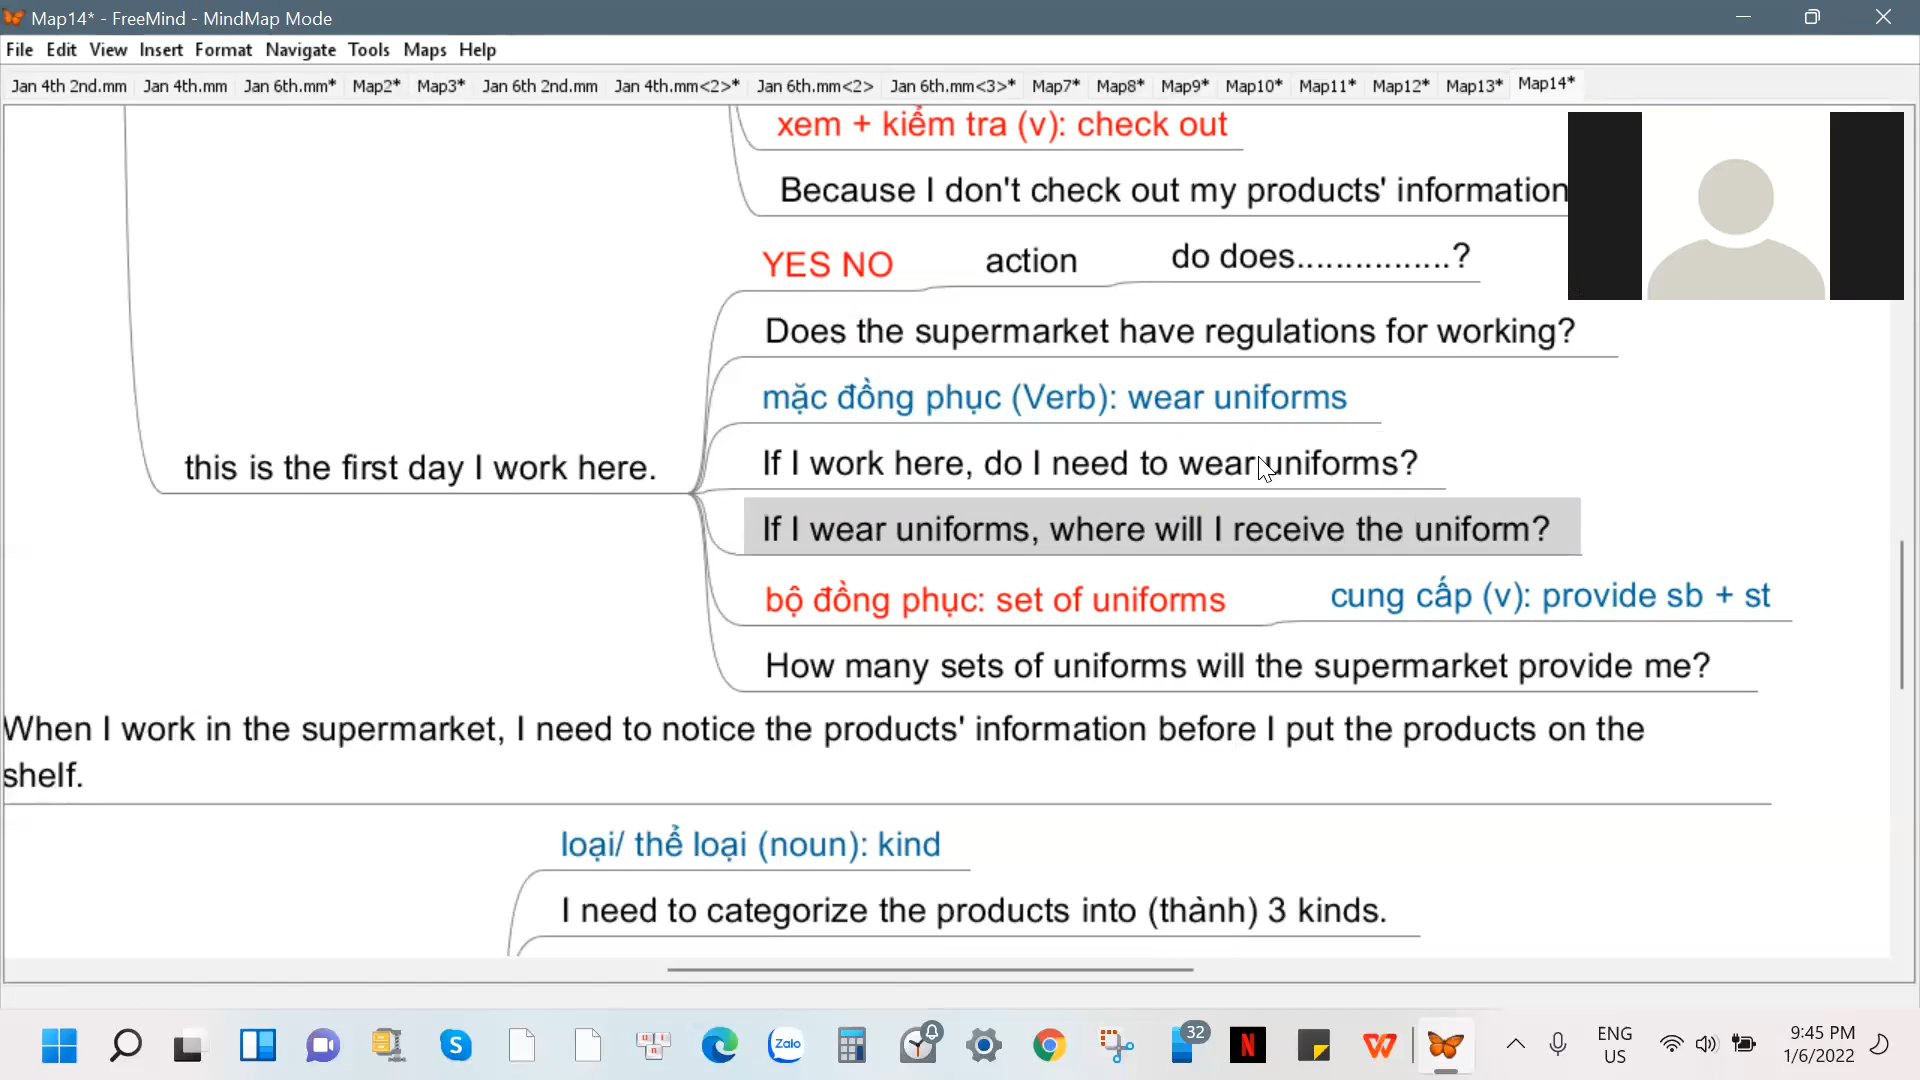 Map14* - FreeMind - MindMap Mode
File Edit View Insert Format Navigate Tools Maps Help
Jan 4th 2nd.mm Jan 4th.mm Jan 6th.mm* Map2* Map3* Jan 6th 2nd.mm Jan 4th.mm<2>* Jan 6th.mm<2> Jan 6th.mm<3>* Map7* Map8* Map9* Map10* Map11* Map12* Map13* Map14*
xem + kiểm tra (v): check out
Because I don't check out my products' information
YES NO action do does................?
Does the supermarket have regulations for working?
mặc đồng phục (Verb): wear uniforms
this is the first day I work here.
If I work here, do I need to wear uniforms?
If I wear uniforms, where will I receive the uniform?
bộ đồng phục: set of uniforms cung cấp (v): provide sb + st
How many sets of uniforms will the supermarket provide me?
When I work in the supermarket, I need to notice the products' information before I put the products on the
shelf.
loại/ thể loại (noun): kind
I need to categorize the products into (thành) 3 kinds.
Zalo
32
N
ENG
US
9:45 PM
1/6/2022